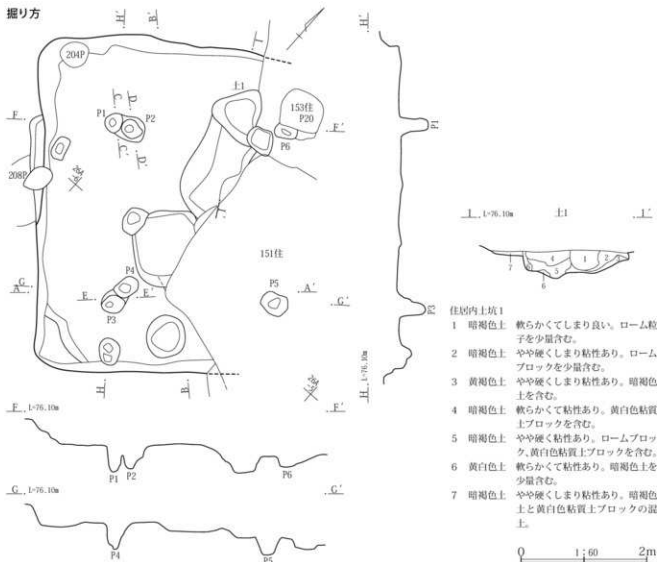 掘り方
H′
B′
I
204P
土1
153住
P20
C
D
P1
P2
F
F′
P6
C′
D′
208P
I′
151住
G
A
P4
P5
A′
G′
E
E′
P3
H
B
F L=76.10m F′
P1 P2 P6
G L=76.10m G′
P4 P5
H′
P1
P3
H L=76.10m
I L=76.10m 土1 I′
4 1 2
5
7
6
住居内土坑1
1 暗褐色土 軟らかくてしまり良い。ローム粒
子を少量含む。
2 暗褐色土 やや硬くしまり粘性あり。ローム
ブロックを少量含む。
3 黄褐色土 やや硬くしまり粘性あり。暗褐色
土を含む。
4 暗褐色土 軟らかくて粘性あり。黄白色粘質
土ブロックを含む。
5 暗褐色土 やや硬く粘性あり。ロームブロッ
ク、黄白色粘質土ブロックを含む。
6 黄白色土 軟らかくて粘性あり。暗褐色土を
少量含む。
7 暗褐色土 やや硬くしまり粘性あり。暗褐色
土と黄白色粘質土ブロックの混
土。
0 1:60 2m